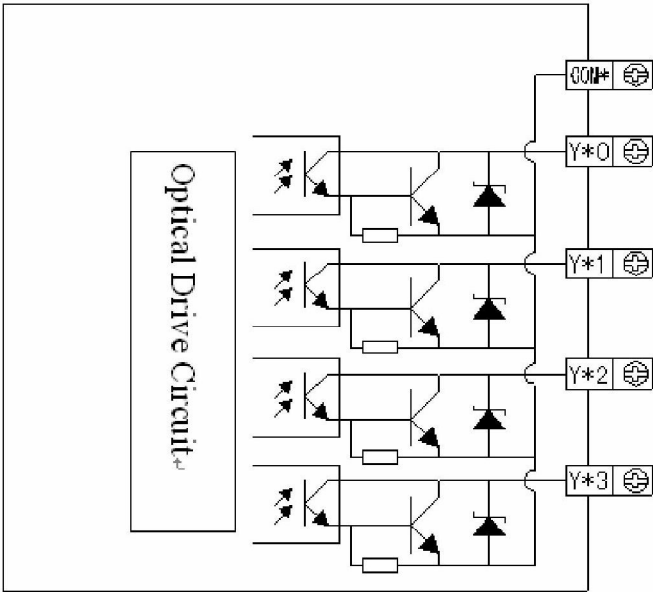 COM*
Y*0
Y*1
Y*2
Y*3
Optical Drive Circuit↵